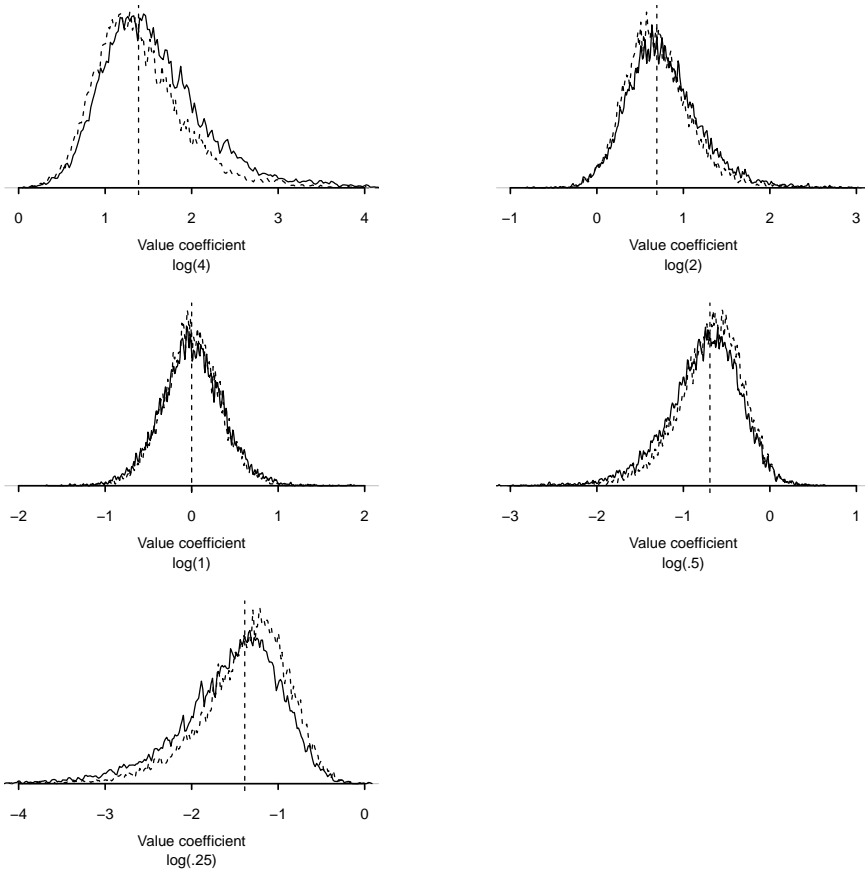 0 1 2 3 4
Value coefficient
log(4)
−1 0 1 2 3
Value coefficient
log(2)
−2 −1 0 1 2
Value coefficient
log(1)
−3 −2 −1 0 1
Value coefficient
log(.5)
−4 −3 −2 −1 0
Value coefficient
log(.25)